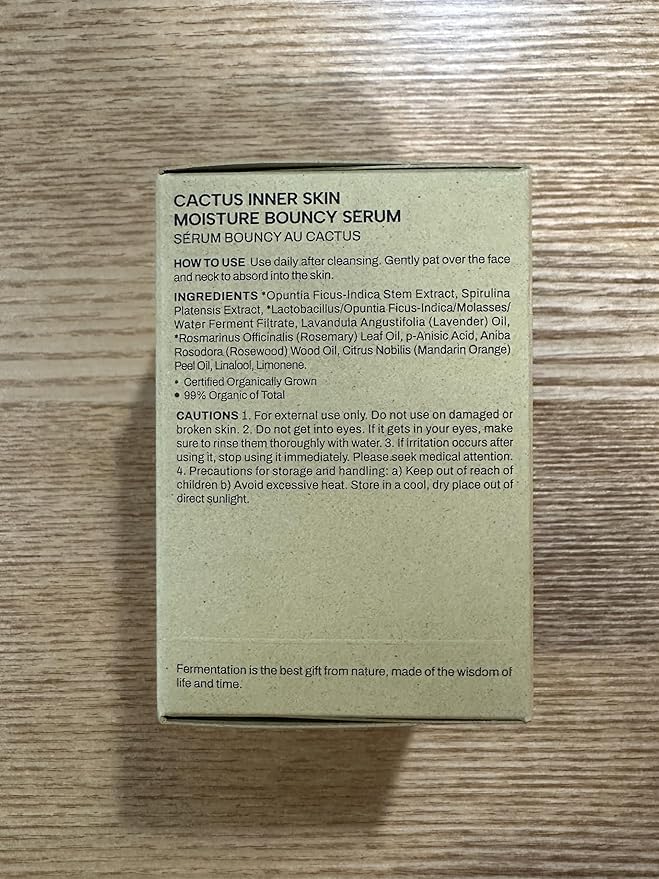 CACTUS INNER SKIN
MOISTURE BOUNCY SERUM
SÉRUM BOUNCY AU CACTUS
HOW TO USE Use daily after cleansing. Gently pat over the face
and neck to absord into the skin.
INGREDIENTS *Opuntia Ficus-Indica Stem Extract, Spirulina
Platensis Extract, *Lactobacillus/Opuntia Ficus-Indica/Molasses/
Water Ferment Filtrate, Lavandula Angustifolia (Lavender) Oil,
*Rosmarinus Officinalis (Rosemary) Leaf Oil, p-Anisic Acid, Aniba
Rosodora (Rosewood) Wood Oil, Citrus Nobilis (Mandarin Orange)
Peel Oil, Linalool, Limonene.
• Certified Organically Grown
• 99% Organic of Total
CAUTIONS 1. For external use only. Do not use on damaged or
broken skin. 2. Do not get into eyes. If it gets in your eyes, make
sure to rinse them thoroughly with water. 3. If irritation occurs after
using it, stop using it immediately. Please seek medical attention.
4. Precautions for storage and handling: a) Keep out of reach of
children b) Avoid excessive heat. Store in a cool, dry place out of
direct sunlight.
Fermentation is the best gift from nature, made of the wisdom of
life and time.